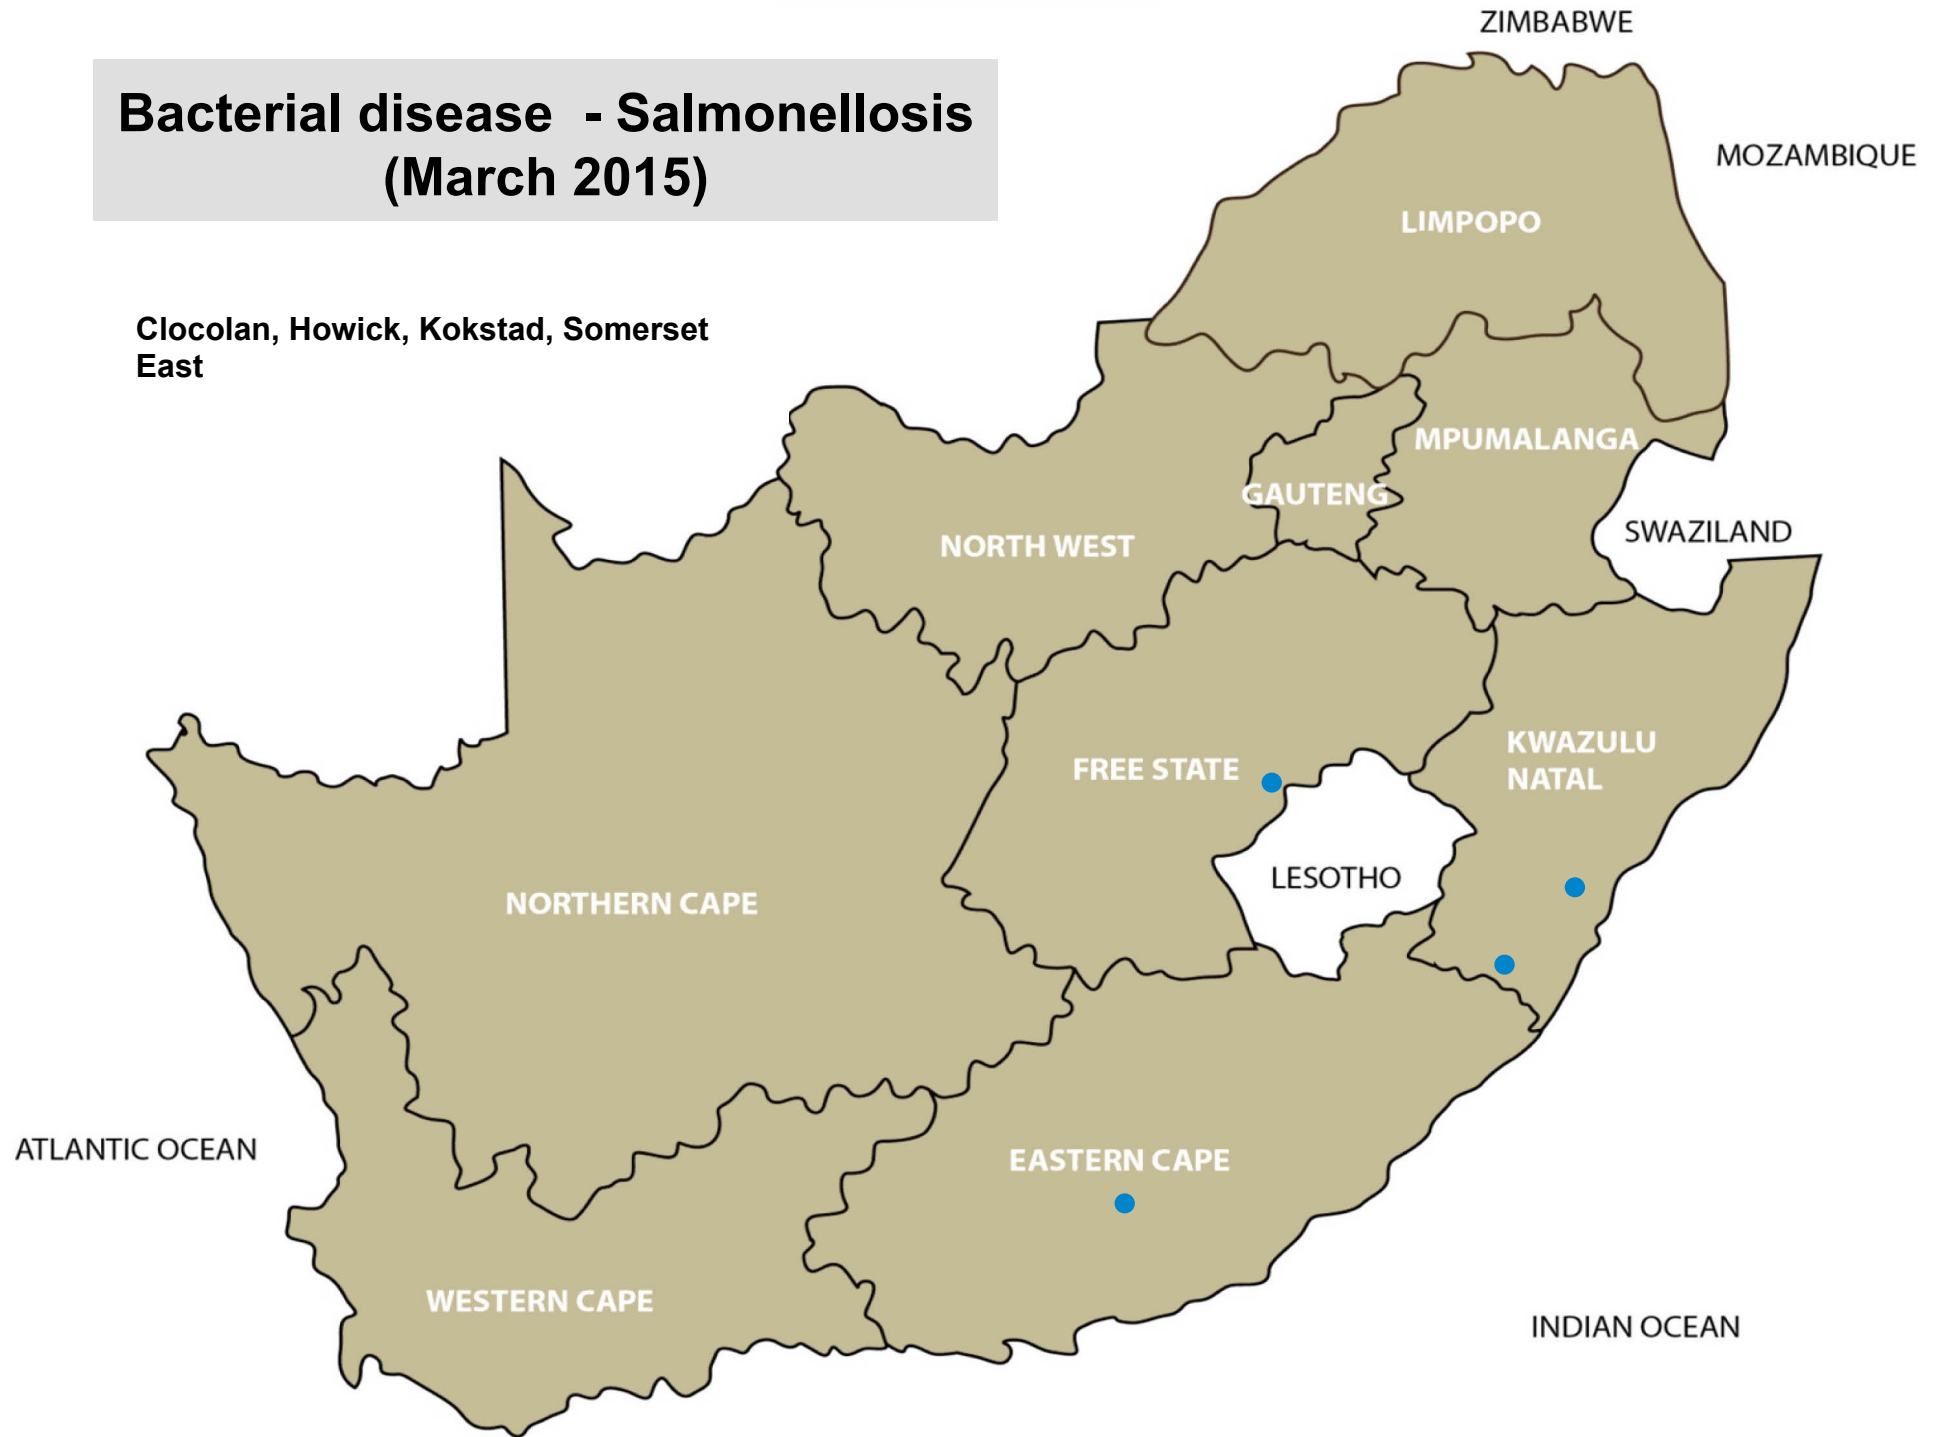 ZIMBABWE
Bacterial disease  - Salmonellosis
(March 2015)
MOZAMBIQUE
LIMPOPO
Clocolan, Howick, Kokstad, Somerset
East
MPUMALANGA
GAUTENG
SWAZILAND
NORTH WEST
KWAZULU
NATAL
FREE STATE
LESOTHO
NORTHERN CAPE
ATLANTIC OCEAN
EASTERN CAPE
WESTERN CAPE
INDIAN OCEAN